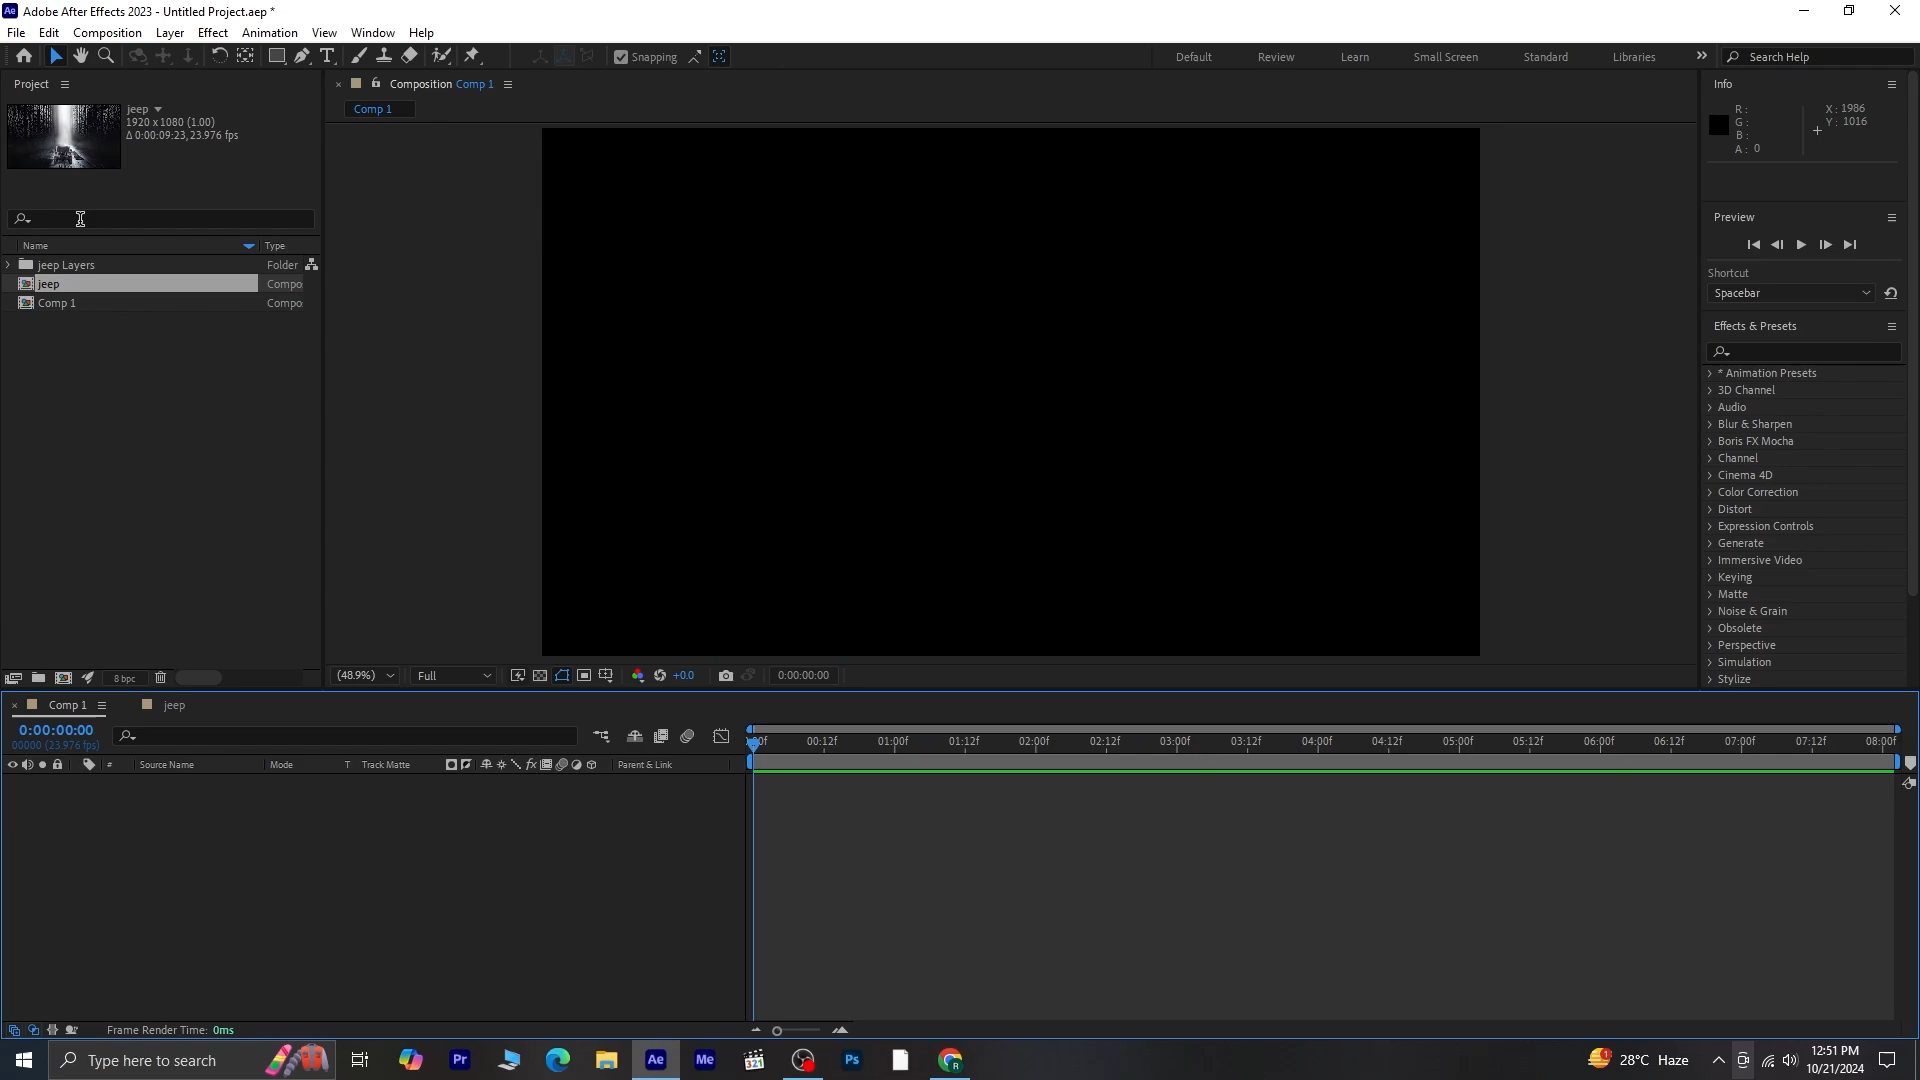 Ae Adobe After Effects 2023 - Untitled Project.aep *
File Edit Composition Layer Effect Animation View Window Help
Snapping Default Review Learn Small Screen Standard Libraries Search Help
Project
jeep
1920 x 1080 (1.00)
Δ 0:00:09:23, 23.976 fps
Name Type
jeep Layers Folder
jeep Compo
Comp 1 Compo
8 bpc
Composition Comp 1
Comp 1
(48.9%) Full +0.0 0:00:00:00
Info
R :
G :
B :
A : 0
X : 1986
Y : 1016
Preview
Shortcut
Spacebar
Effects & Presets
* Animation Presets
3D Channel
Audio
Blur & Sharpen
Boris FX Mocha
Channel
Cinema 4D
Color Correction
Distort
Expression Controls
Generate
Immersive Video
Keying
Matte
Noise & Grain
Obsolete
Perspective
Simulation
Stylize
Comp 1 jeep
0:00:00:00
00000 (23.976 fps)
00:12f 01:00f 01:12f 02:00f 02:12f 03:00f 03:12f 04:00f 04:12f 05:00f 05:12f 06:00f 06:12f 07:00f 07:12f 08:00f
# Source Name Mode T Track Matte fx Parent & Link
Frame Render Time: 0ms
Type here to search Pr Ae Me 321 Ps R 1 28°C Haze 12:51 PM
10/21/2024